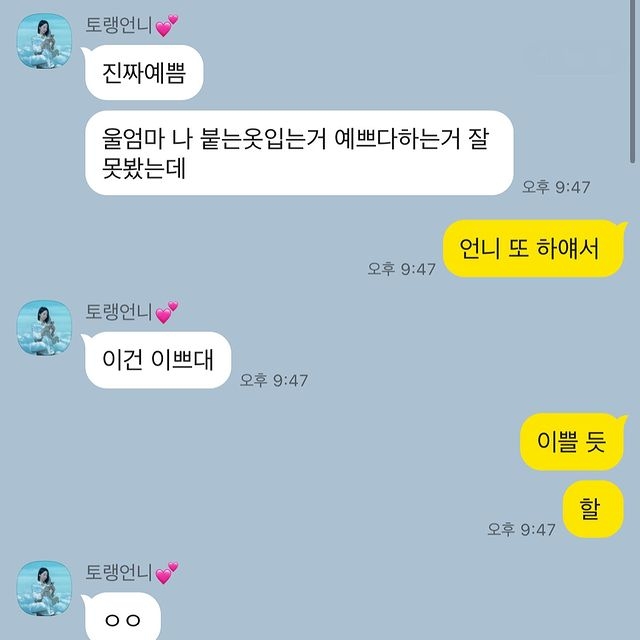 토랭언니💕
진짜예쁨
울엄마 나 붙는옷입는거 예쁘다하는거 잘
못봤는데
오후 9:47
언니 또 하얘서
오후 9:47
토랭언니💕
이건 이쁘대
오후 9:47
이쁠 듯
할
오후 9:47
토랭언니💕
ㅇㅇ